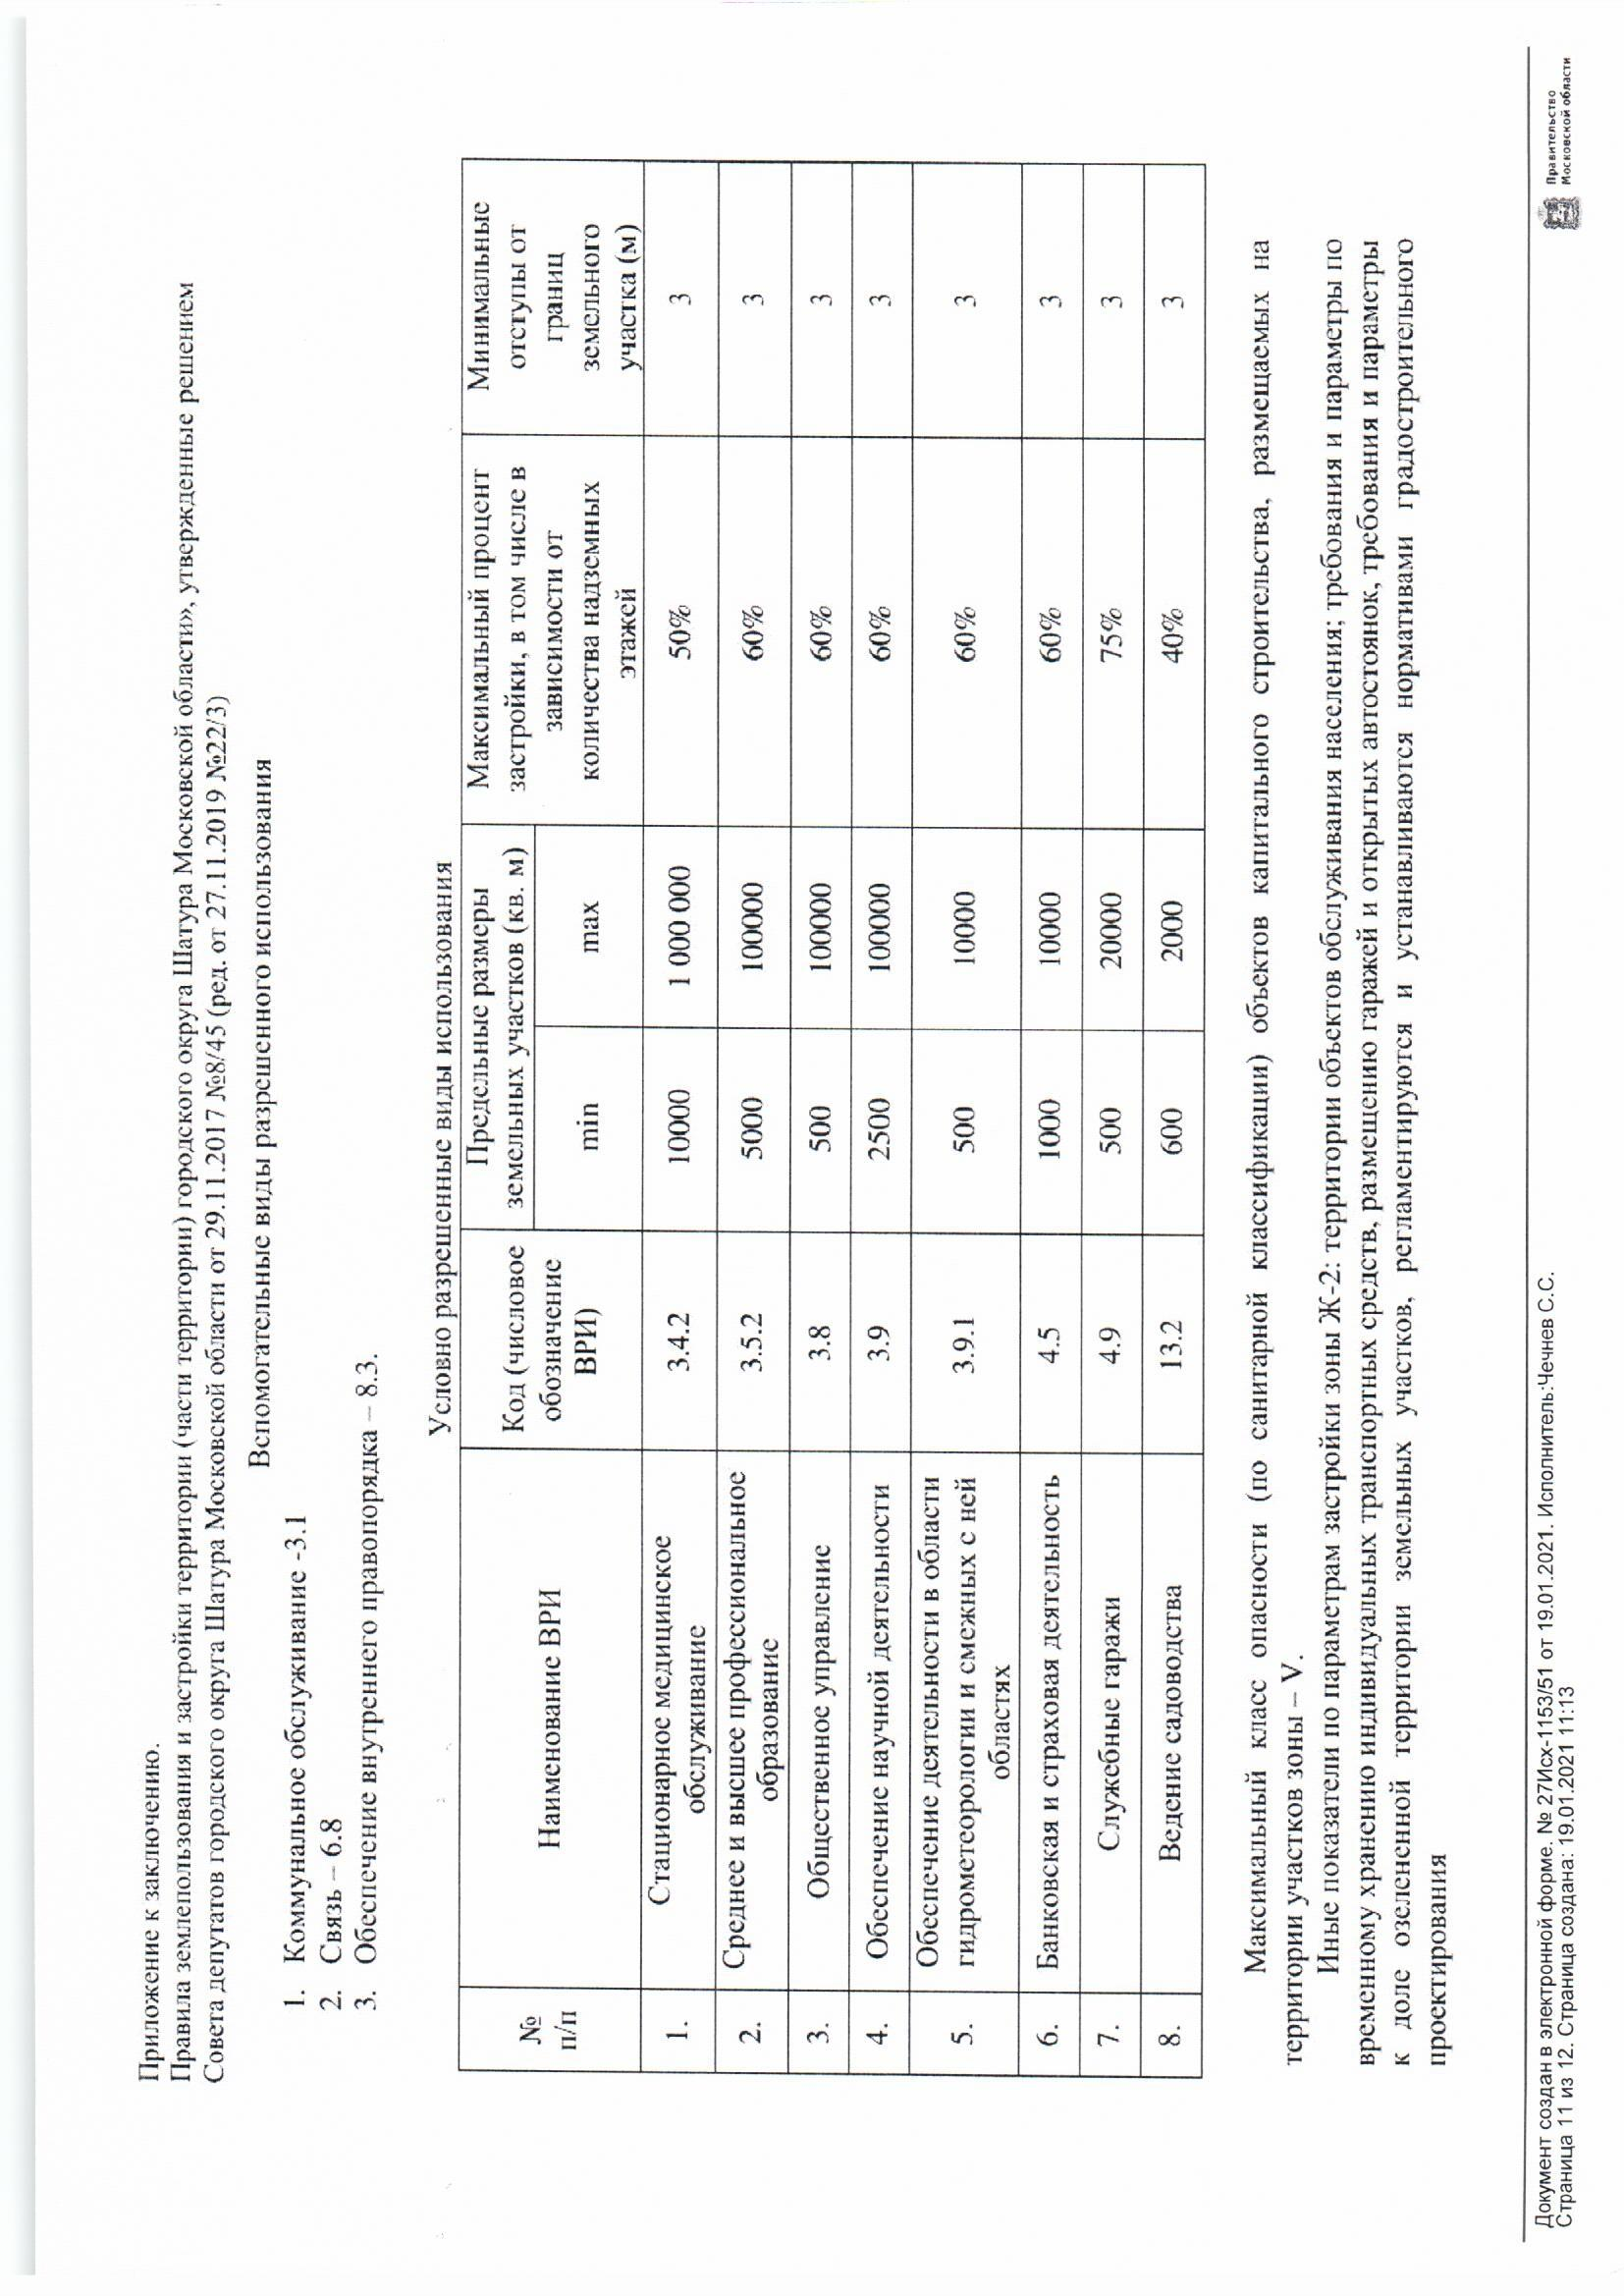 Приложение к заключению.
Правила землепользования и застройки территории (части территории) городского округа Шатура Московской области», утвержденные решением
Совета депутатов городского округа Шатура Московской области от 29.11.2017 №8/45 (ред. от 27.11.2019 №22/3)
Вспомогательные виды разрешенного использования
1. Коммунальное обслуживание -3.1
2. Связь – 6.8
3. Обеспечение внутреннего правопорядка – 8.3.
Условно разрешенные виды использования
№ п/п
Наименование ВРИ
Код (числовое
обозначение
ВРИ)
Предельные размеры
земельных участков (кв. м)
min
max
Максимальный процент
застройки, в том числе в
зависимости от
количества надземных
этажей
Минимальные
отступы от
границ
земельного
участка (м)
1. Стационарное медицинское
обслуживание
3.4.2 10000 1 000 000 50% 3
2. Среднее и высшее профессиональное
образование
3.5.2 5000 100000 60% 3
3. Общественное управление 3.8 500 100000 60% 3
4. Обеспечение научной деятельности 3.9 2500 100000 60% 3
5. Обеспечение деятельности в области
гидрометеорологии и смежных с ней
областях
3.9.1 500 10000 60% 3
6. Банковская и страховая деятельность 4.5 1000 10000 60% 3
7. Служебные гаражи 4.9 500 20000 75% 3
8. Ведение садоводства 13.2 600 2000 40% 3
Максимальный класс опасности (по санитарной классификации) объектов капитального строительства, размещаемых на
территории участков зоны – V.
Иные показатели по параметрам застройки зоны Ж-2: территории объектов обслуживания населения; требования и параметры по
временному хранению индивидуальных транспортных средств, размещению гаражей и открытых автостоянок, требования и параметры
к доле озелененной территории земельных участков, регламентируются и устанавливаются нормативами градостроительного
проектирования
Документ создан в электронной форме. № 27Исх-1153/51 от 19.01.2021. Исполнитель:Чечнев С.С.
Страница 11 из 12. Страница создана: 19.01.2021 11:13
Правительство
Московской области